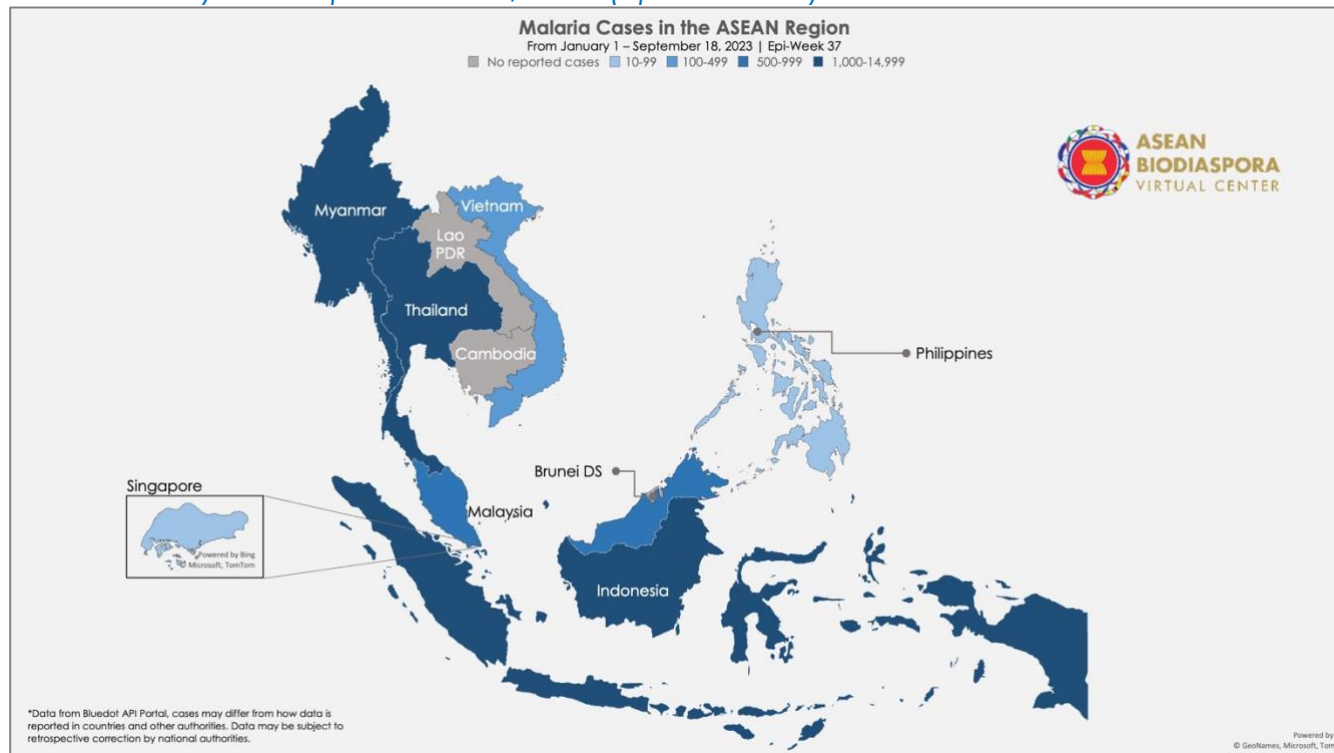 Malaria Cases in the ASEAN Region
From January 1 – September 18, 2023 | Epi-Week 37
No reported cases 10-99 100-499 500-999 1,000-14,999
ASEAN
BIODIASPORA
VIRTUAL CENTER
Myanmar
Vietnam
Lao
PDR
Thailand
Cambodia
Philippines
Brunei DS
Singapore
Malaysia
Powered by Bing
Microsoft, TomTom
Indonesia
*Data from Bluedot API Portal, cases may differ from how data is
reported in countries and other authorities. Data may be subject to
retrospective correction by national authorities.
Powered by
© GeoNames, Microsoft, Tom